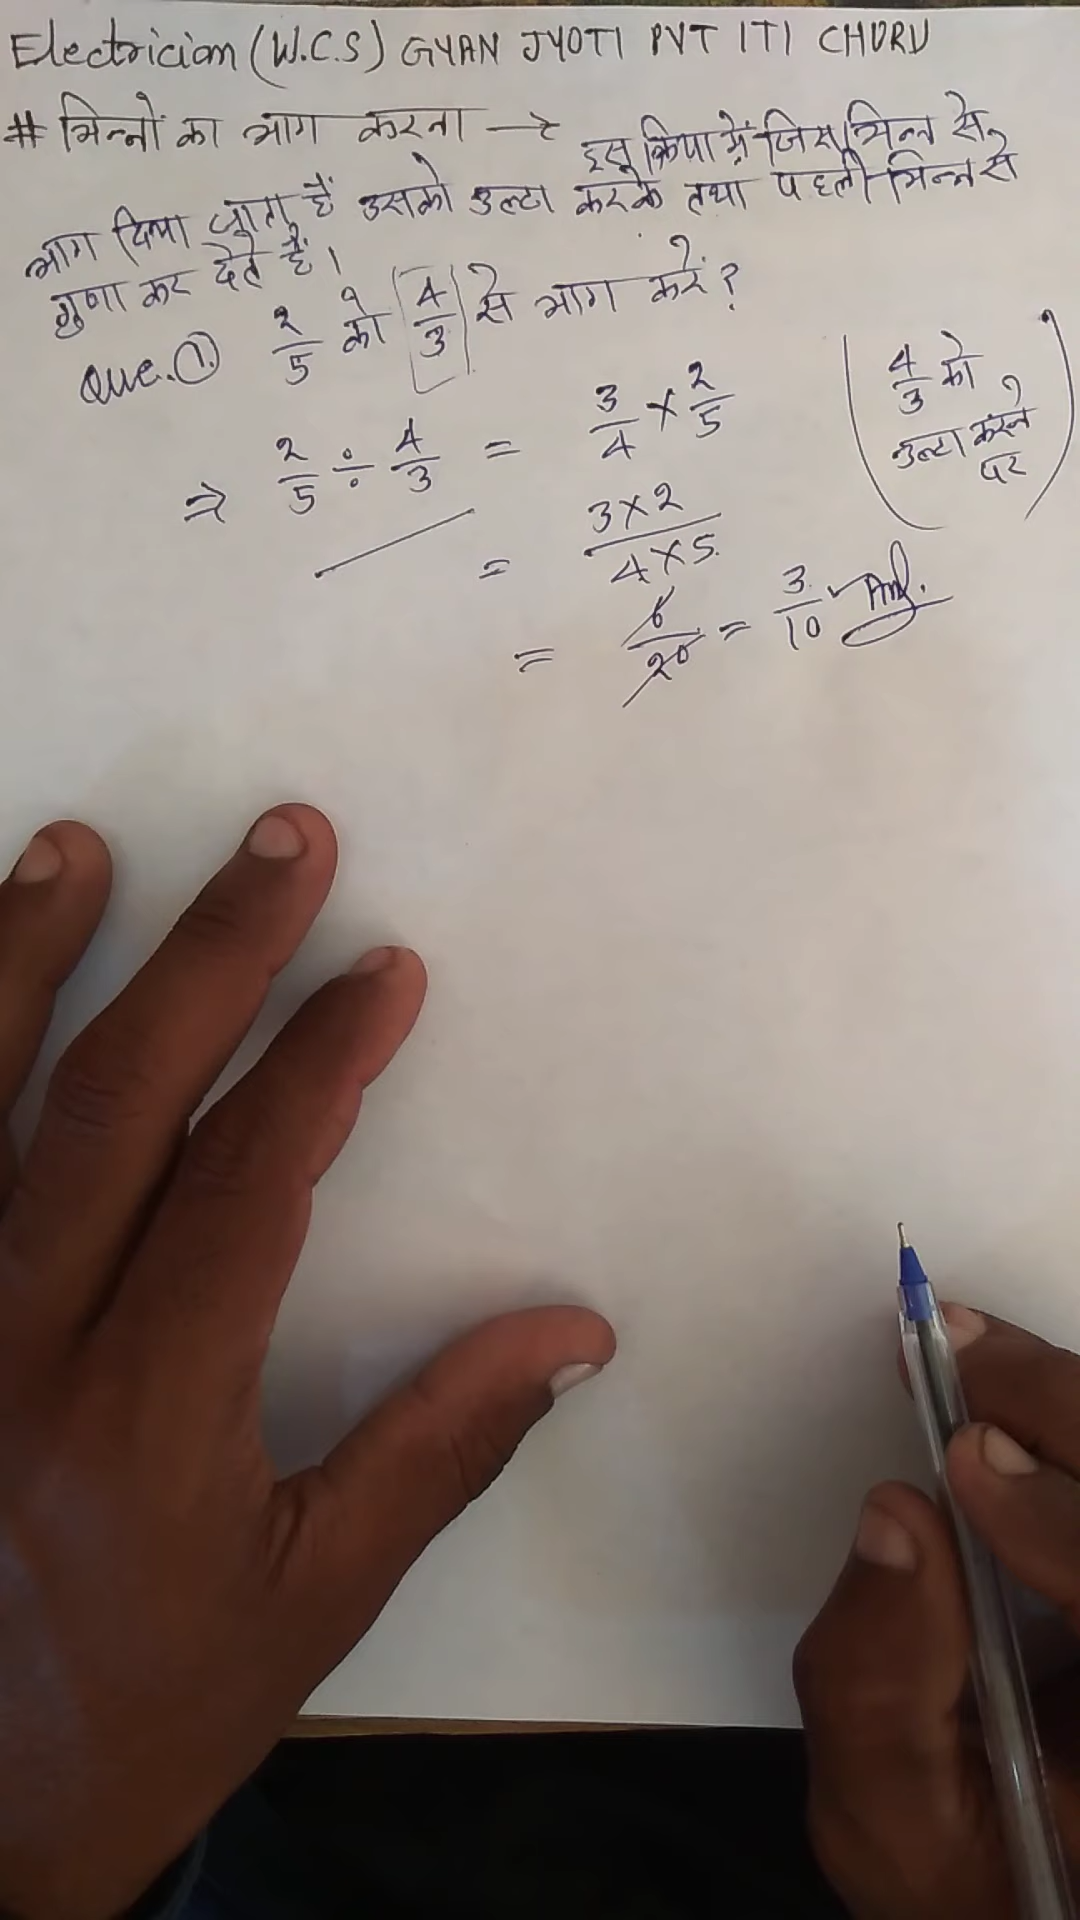 Electrician (W.C.S) GYAN JYOTI PVT ITI CHURU
# भिन्नों का भाग करना → इस क्रिया में जिस भिन्न से
भाग दिया जाता हैं उसको उल्टा करके तथा पहली भिन्न से
गुणा कर देते हैं।
Que. ①. 2/5 को 4/3 से भाग करें?
⇒ 2/5 ÷ 4/3 = 3/4 × 2/5 (4/3 को उल्टा करने पर)
= 3×2/4×5
= 6/20 = 3/10 Ans.